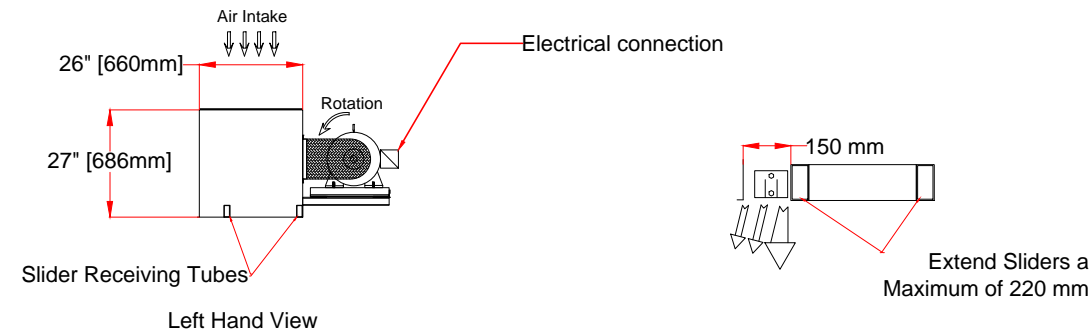 Air Intake
Electrical connection
26" [660mm]
Rotation
150 mm
27" [686mm]
Slider Receiving Tubes
Extend Sliders a
Maximum of 220 mm
Left Hand View